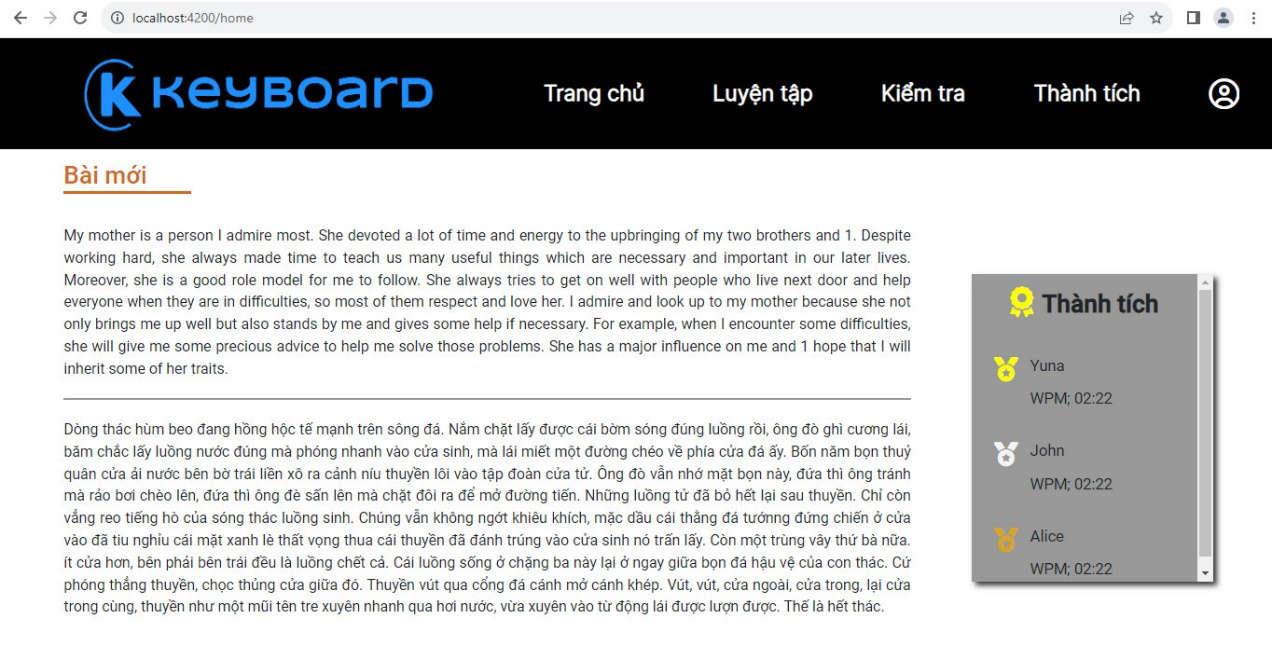 localhost:4200/home
K KEYBOARD
Trang chủ
Luyện tập
Kiểm tra
Thành tích
Bài mới
My mother is a person I admire most. She devoted a lot of time and energy to the upbringing of my two brothers and 1. Despite
working hard, she always made time to teach us many useful things which are necessary and important in our later lives.
Moreover, she is a good role model for me to follow. She always tries to get on well with people who live next door and help
everyone when they are in difficulties, so most of them respect and love her. I admire and look up to my mother because she not
only brings me up well but also stands by me and gives some help if necessary. For example, when I encounter some difficulties,
she will give me some precious advice to help me solve those problems. She has a major influence on me and 1 hope that I will
inherit some of her traits.
Dòng thác hùm beo đang hồng hộc tế mạnh trên sông đá. Nắm chặt lấy được cái bờm sóng đúng luồng rồi, ông đò ghì cương lái,
băm chắc lấy luồng nước đúng mà phóng nhanh vào cửa sinh, mà lái miết một đường chéo về phía cửa đá ấy. Bốn năm bọn thuỷ
quân cửa ải nước bên bờ trái liền xô ra cảnh níu thuyền lôi vào tập đoàn cửa tử. Ông đò vẫn nhớ mặt bọn này, đứa thì ông tránh
mà rảo bơi chèo lên, đứa thì ông đè sấn lên mà chặt đôi ra để mở đường tiến. Những luồng tử đã bỏ hết lại sau thuyền. Chỉ còn
vẳng reo tiếng hò của sóng thác luồng sinh. Chúng vẫn không ngớt khiêu khích, mặc dầu cái thằng đá tướnng đứng chiến ở cửa
vào đã tiu nghỉu cái mặt xanh lè thất vọng thua cái thuyền đã đánh trúng vào cửa sinh nó trấn lấy. Còn một trùng vây thứ bà nữa.
ít cửa hơn, bên phải bên trái đều là luồng chết cả. Cái luồng sống ở chặng ba này lại ở ngay giữa bọn đá hậu vệ của con thác. Cứ
phóng thẳng thuyền, chọc thủng cửa giữa đó. Thuyền vút qua cổng đá cánh mở cánh khép. Vút, vút, cửa ngoài, cửa trong, lại cửa
trong cùng, thuyền như một mũi tên tre xuyên nhanh qua hơi nước, vừa xuyên vào từ động lái được lượn được. Thế là hết thác.
Thành tích
Yuna
WPM; 02:22
John
WPM; 02:22
Alice
WPM; 02:22